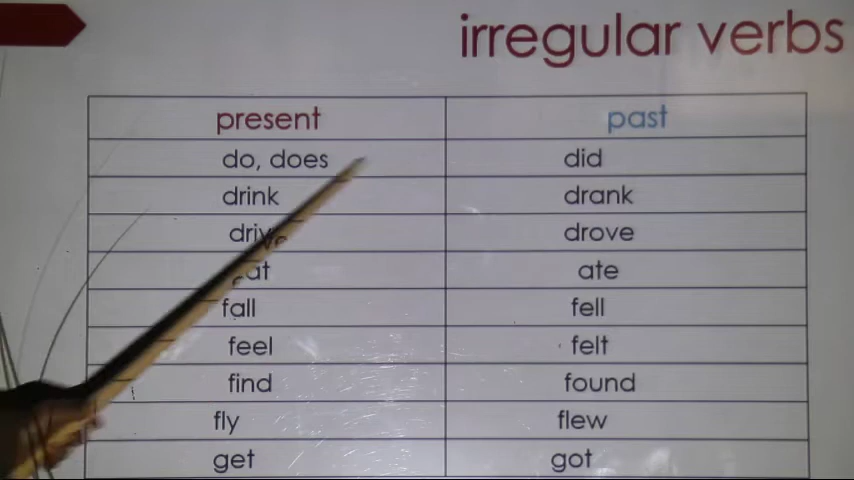 irregular verbs
present past
do, does did
drink drank
drive drove
eat ate
fall fell
feel felt
find found
fly flew
get got